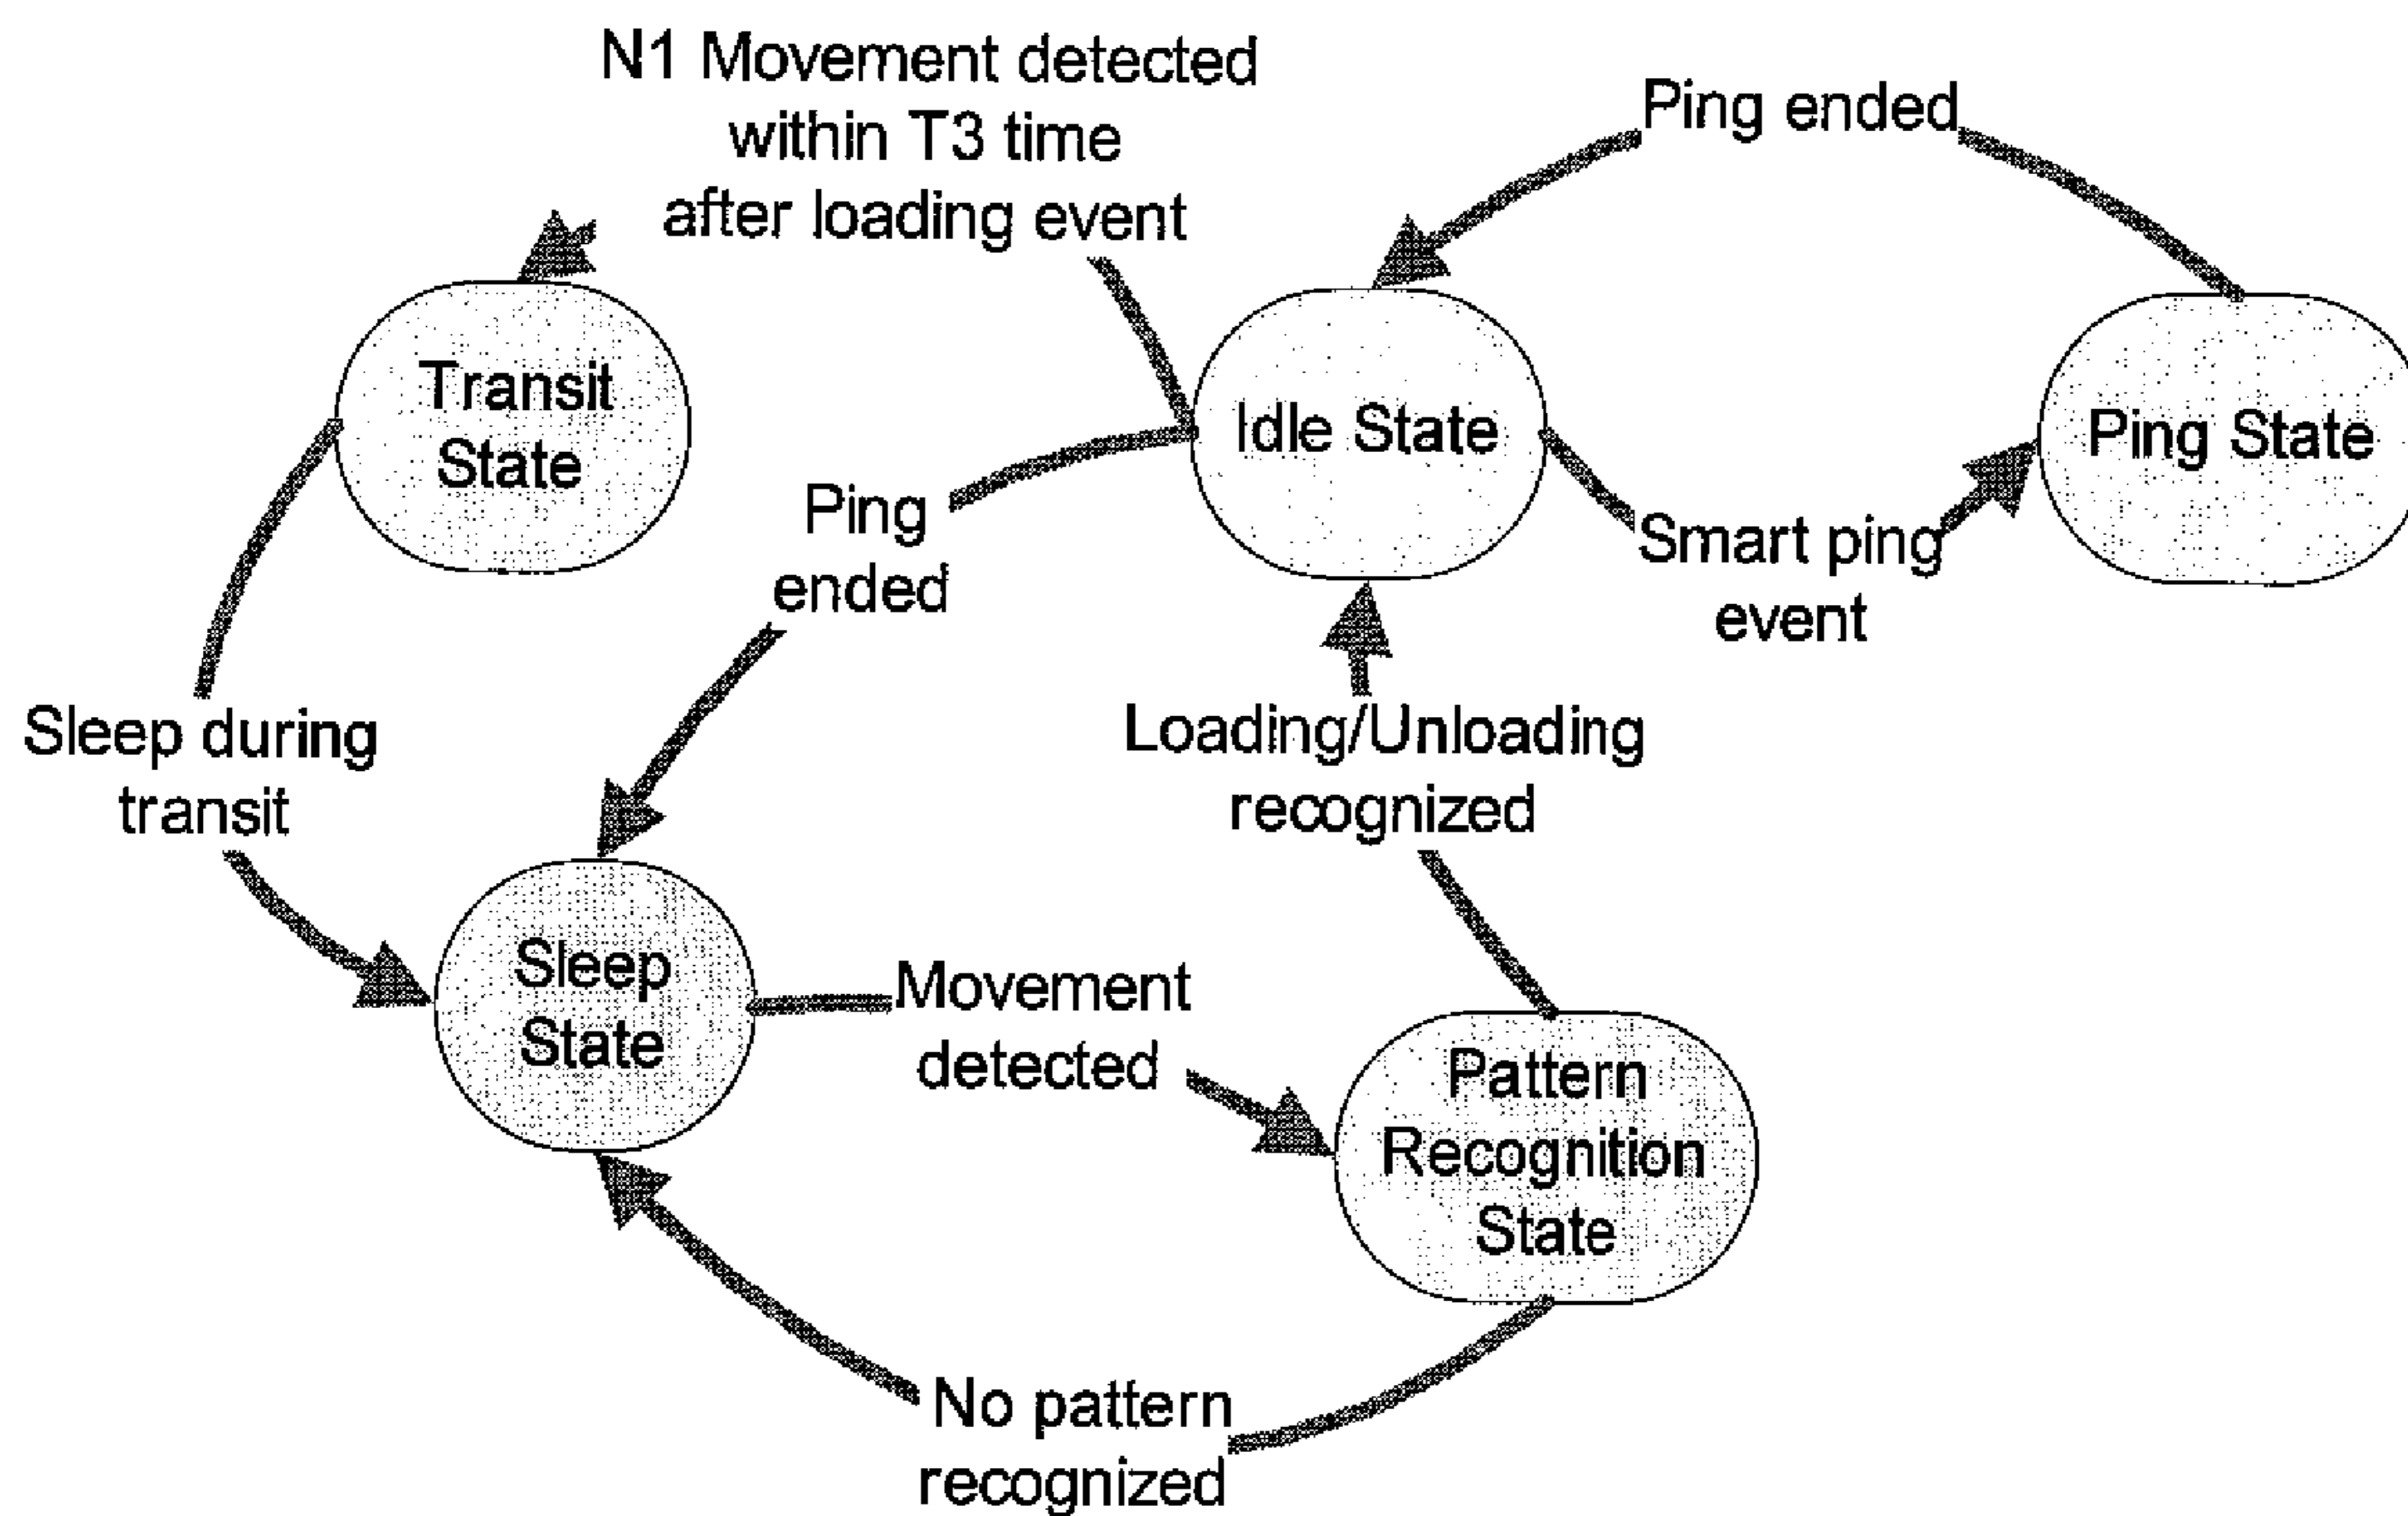 N1 Movement detected
within T3 time
after loading event
Ping ended
Transit
State
Idle State
Ping State
Ping
ended
Smart ping
event
Sleep during
transit
Loading/Unloading
recognized
Sleep
State
Movement
detected
Pattern
Recognition
State
No pattern
recognized